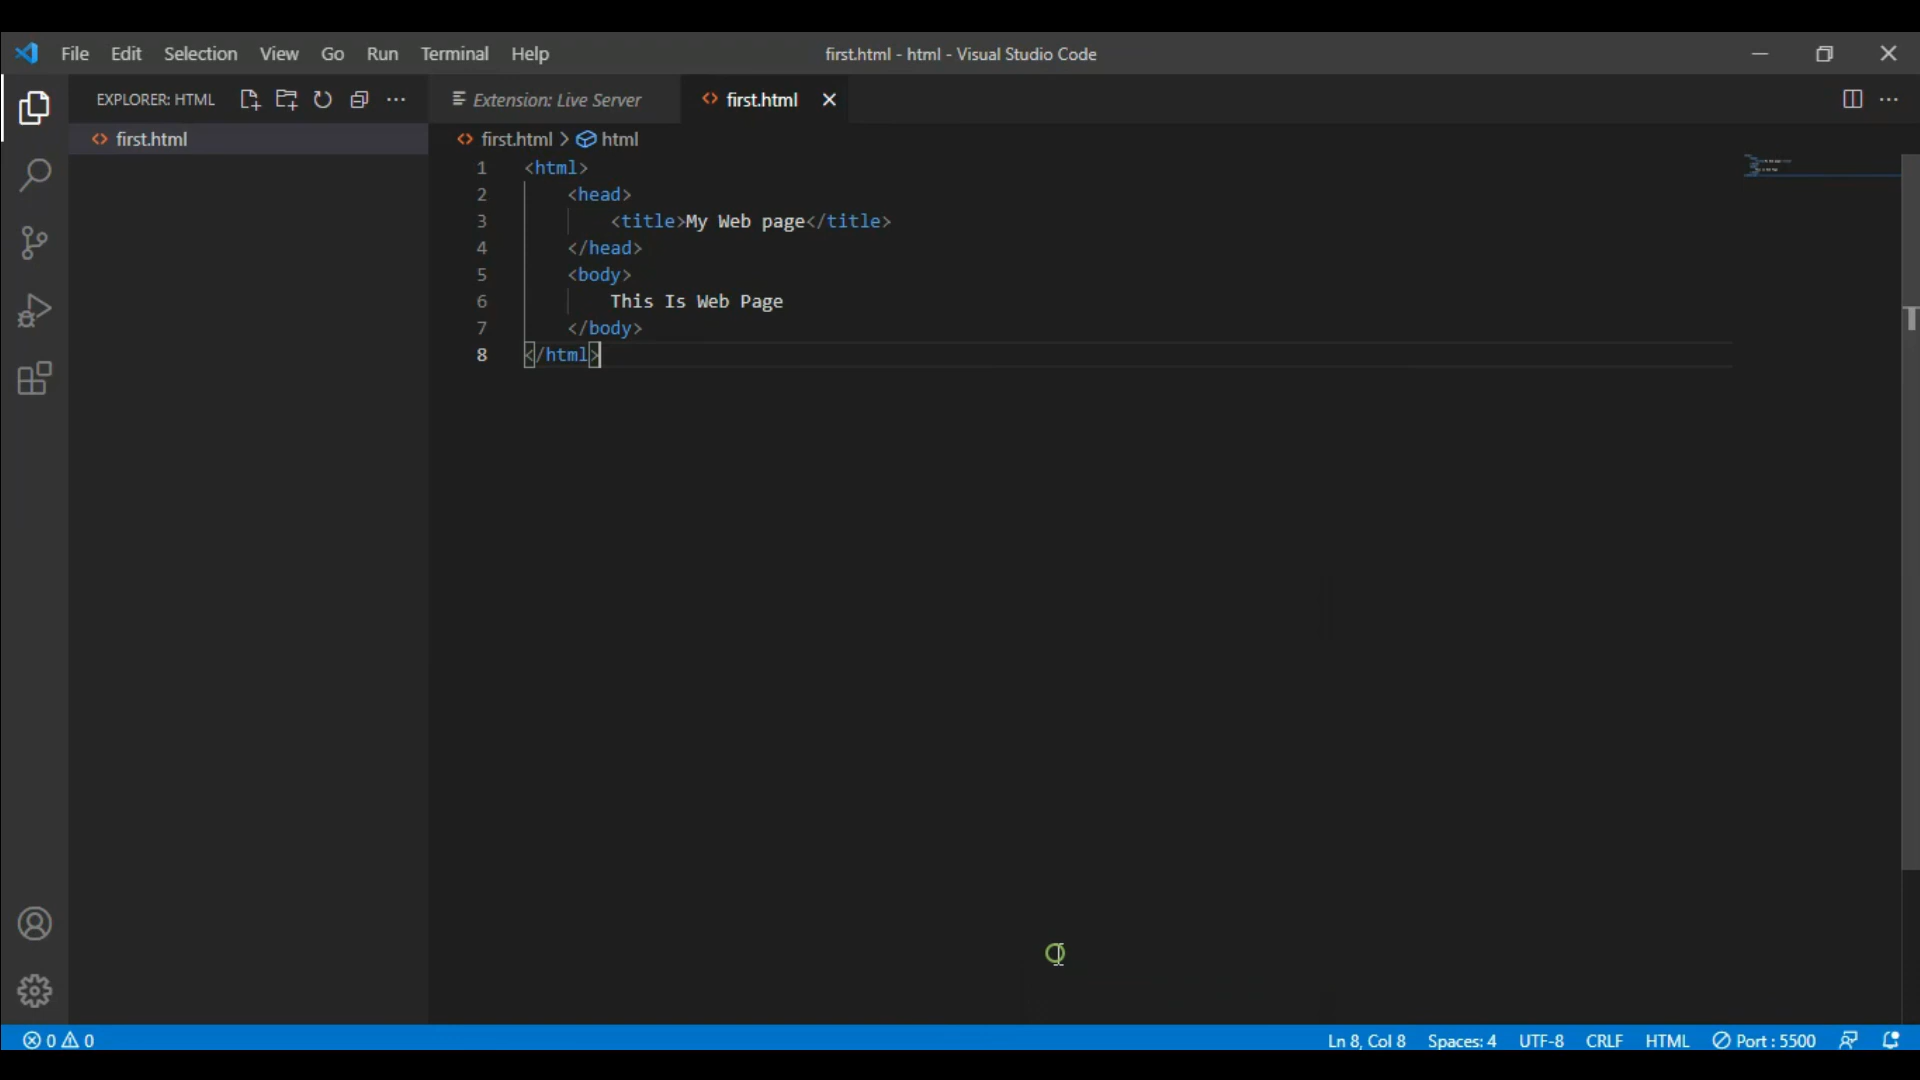 File Edit Selection View Go Run Terminal Help first.html - html - Visual Studio Code
EXPLORER: HTML
Extension: Live Server first.html
first.html
first.html > html
1 <html>
2 <head>
3 <title>My Web page</title>
4 </head>
5 <body>
6 This Is Web Page
7 </body>
8 </html>
0 0 Ln 8, Col 8 Spaces: 4 UTF-8 CRLF HTML Port : 5500